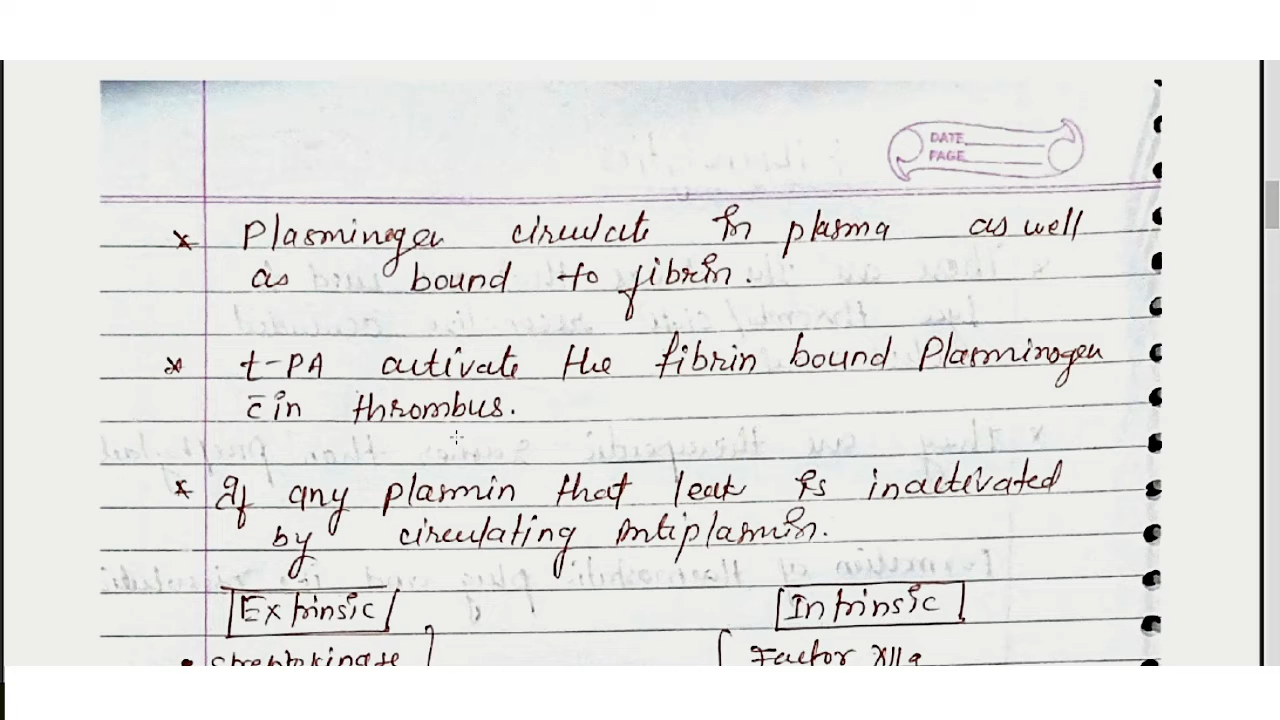 DATE
PAGE
* Plasminogen circulate in plasma as well
as bound to fibrin.
* t-PA activate the fibrin bound Plasminogen
c̄in thrombus.
* If any plasmin that leak is inactivated
by circulating antiplasmin.
Extrinsic Intrinsic
• Streptokinase Factor XIIa